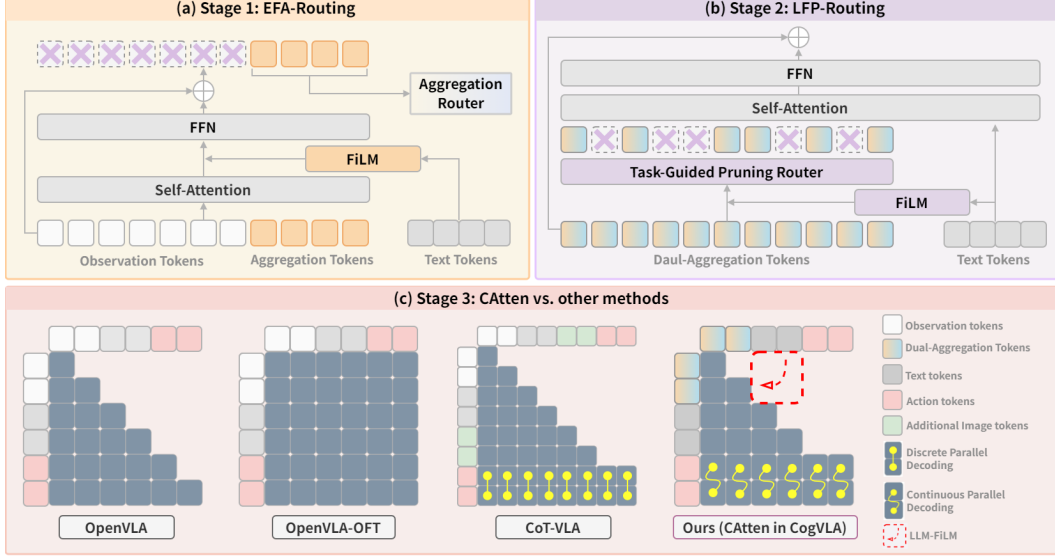 (a) Stage 1: EFA-Routing
Aggregation
Router
FFN
FiLM
Self-Attention
Observation Tokens
Aggregation Tokens
Text Tokens
(b) Stage 2: LFP-Routing
FFN
Self-Attention
Task-Guided Pruning Router
FiLM
Daul-Aggregation Tokens
Text Tokens
(c) Stage 3: CAtten vs. other methods
OpenVLA
OpenVLA-OFT
CoT-VLA
Ours (CAtten in CogVLA)
Observation tokens
Dual-Aggregation Tokens
Text tokens
Action tokens
Additional Image tokens
Discrete Parallel
Decoding
Continuous Parallel
Decoding
LLM-FiLM